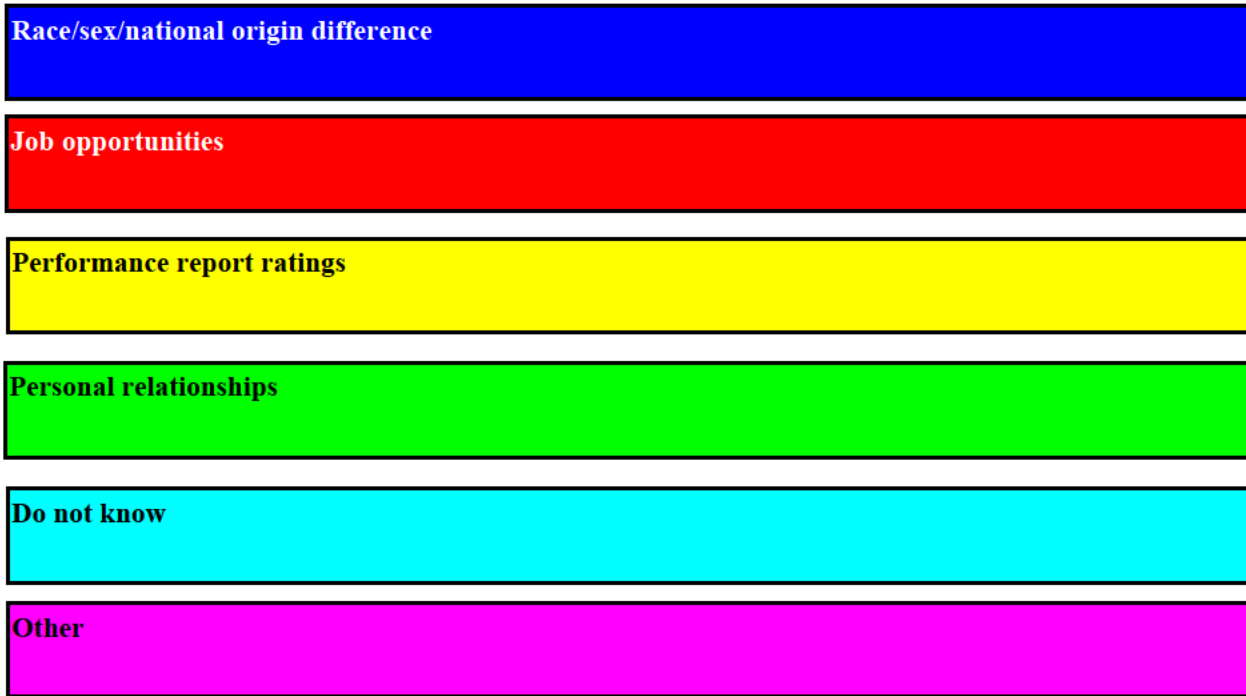 Race/sex/national origin difference
Job opportunities
Performance report ratings
Personal relationships
Do not know
Other